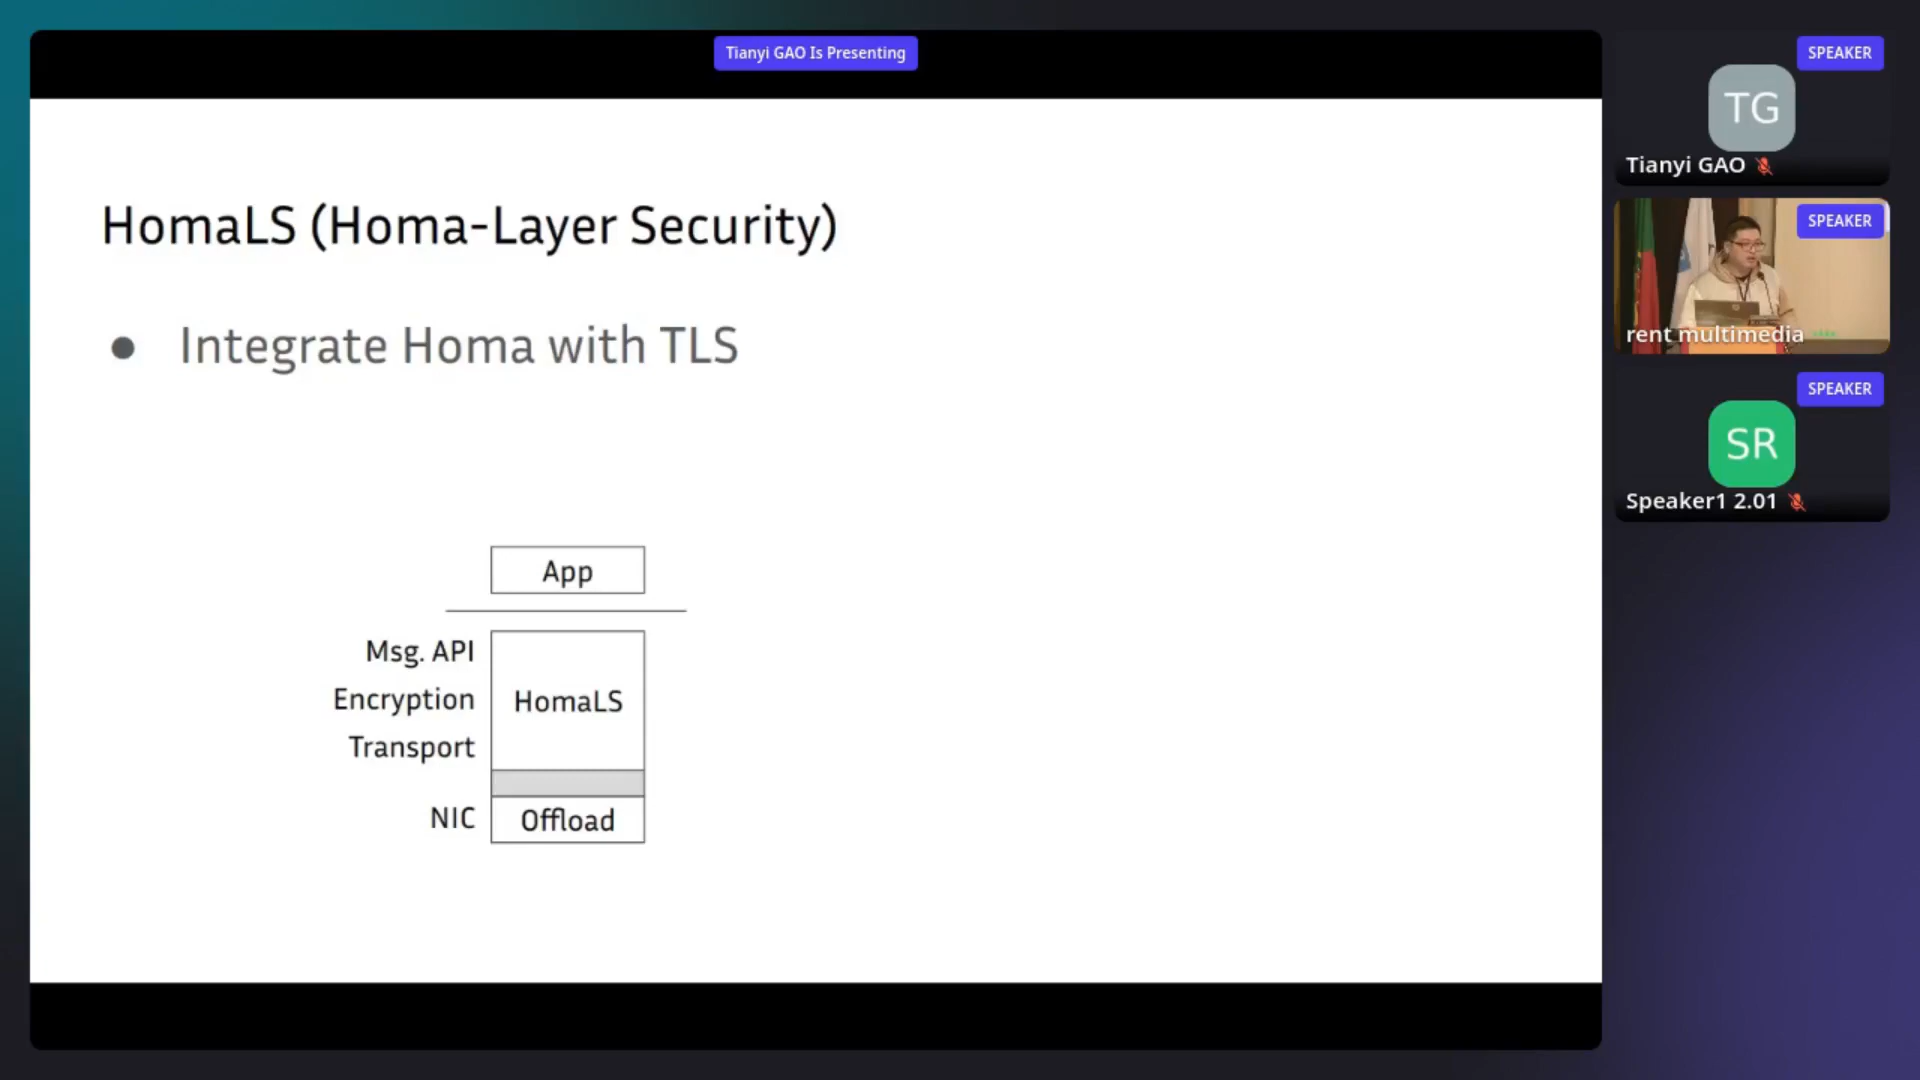 Tianyi GAO Is Presenting
HomaLS (Homa-Layer Security)
● Integrate Homa with TLS
App
Msg. API
Encryption
HomaLS
Transport
NIC
Offload
SPEAKER
TG
Tianyi GAO
SPEAKER
rent multimedia
SPEAKER
SR
Speaker1 2.01